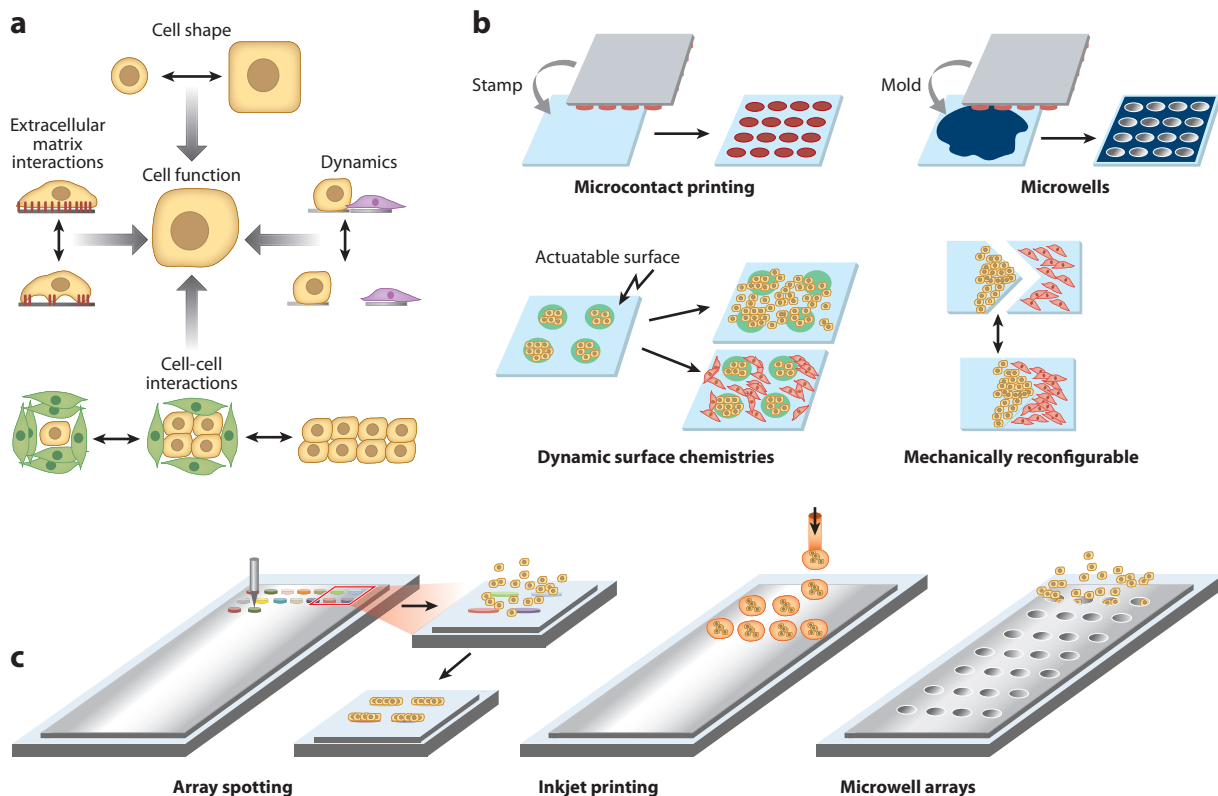 a
Cell shape
Extracellular
matrix
interactions
Cell function
Dynamics
Cell-cell
interactions
b
Stamp
Microcontact printing
Mold
Microwells
Actuatable surface
Dynamic surface chemistries
Mechanically reconfigurable
c
Array spotting
Inkjet printing
Microwell arrays